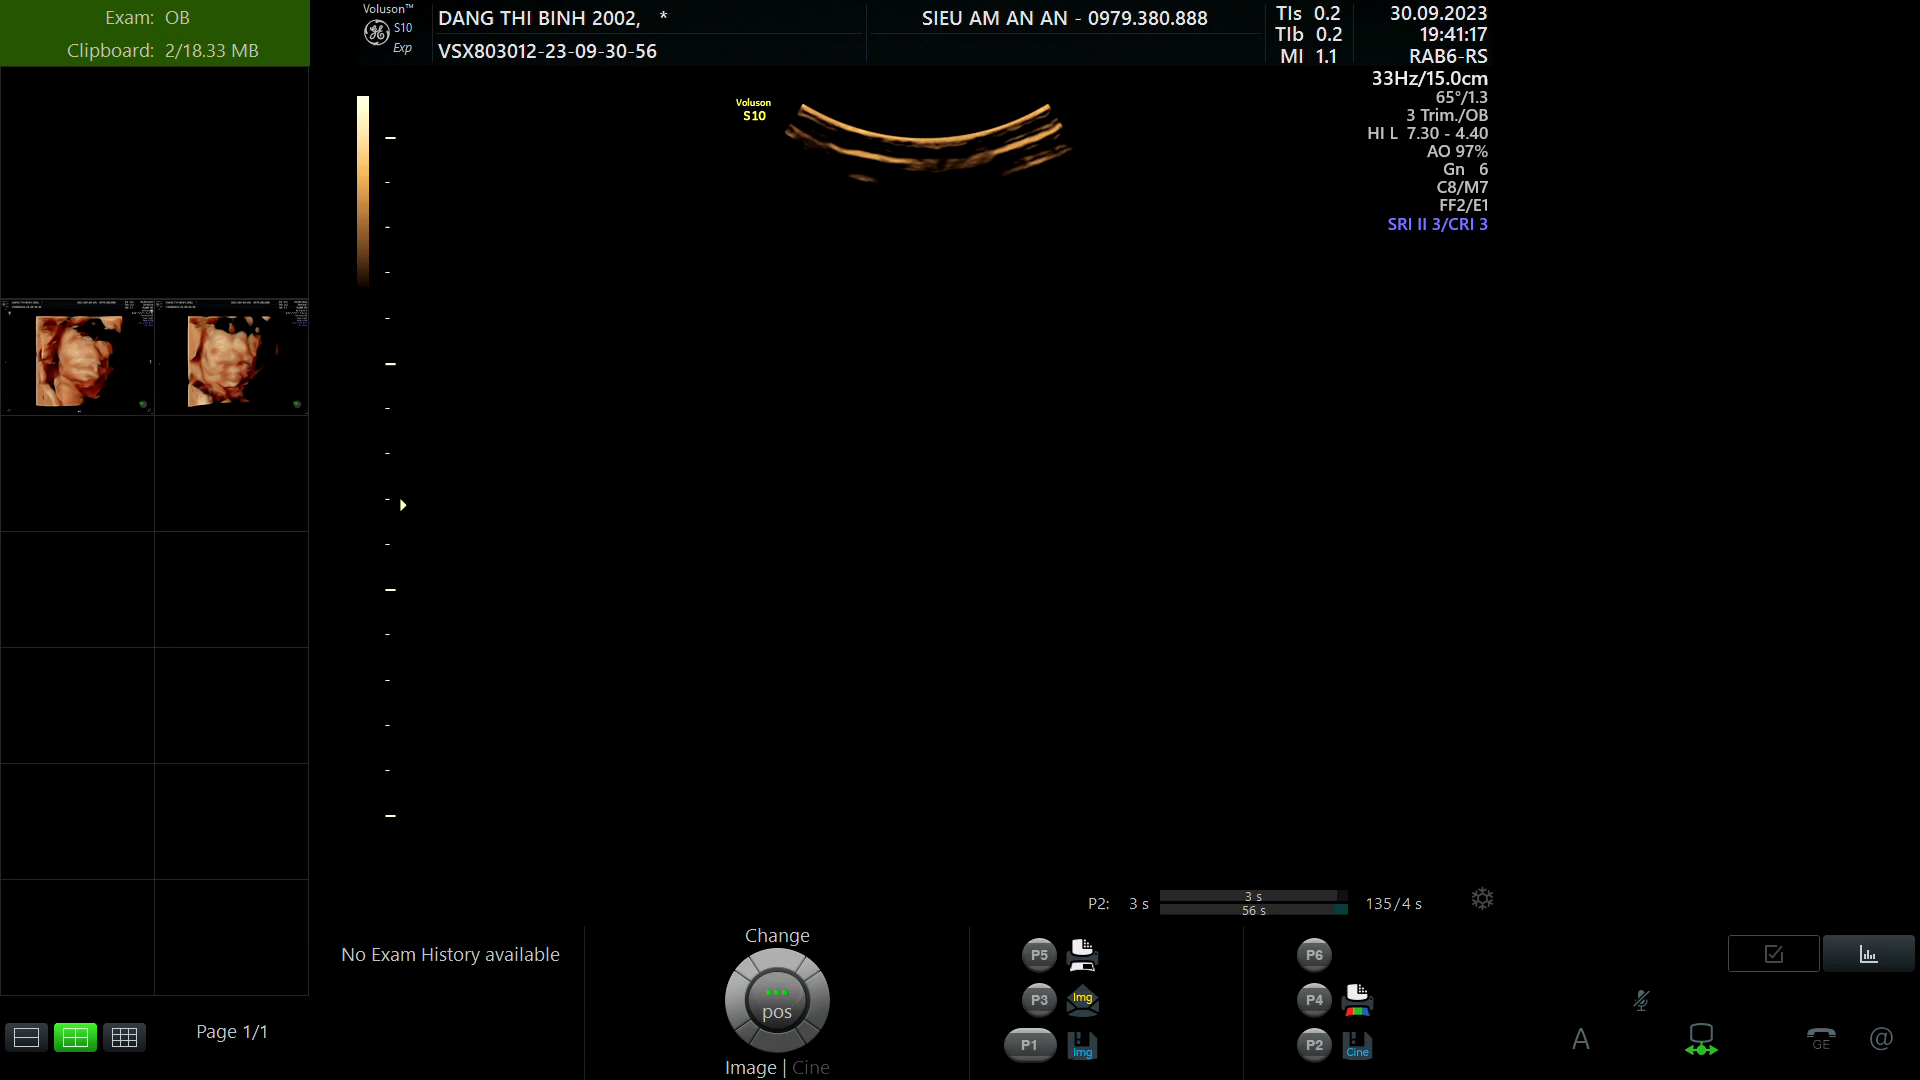 Exam: OB
Clipboard: 2/18.33 MB
Voluson™
S10
Exp
DANG THI BINH 2002, *
VSX803012-23-09-30-56
SIEU AM AN AN - 0979.380.888
TIs 0.2
TIb 0.2
MI 1.1
30.09.2023
19:41:17
RAB6-RS
33Hz/15.0cm
65°/1.3
3 Trim./OB
HI L 7.30 - 4.40
AO 97%
Gn 6
C8/M7
FF2/E1
SRI II 3/CRI 3
Voluson
S10
P2: 3 s
3 s
56 s
135/4 s
No Exam History available
Change
pos
Image | Cine
P5
P3
Img
P1
Img
P6
P4
P2
Cine
Page 1/1
A
GE
@